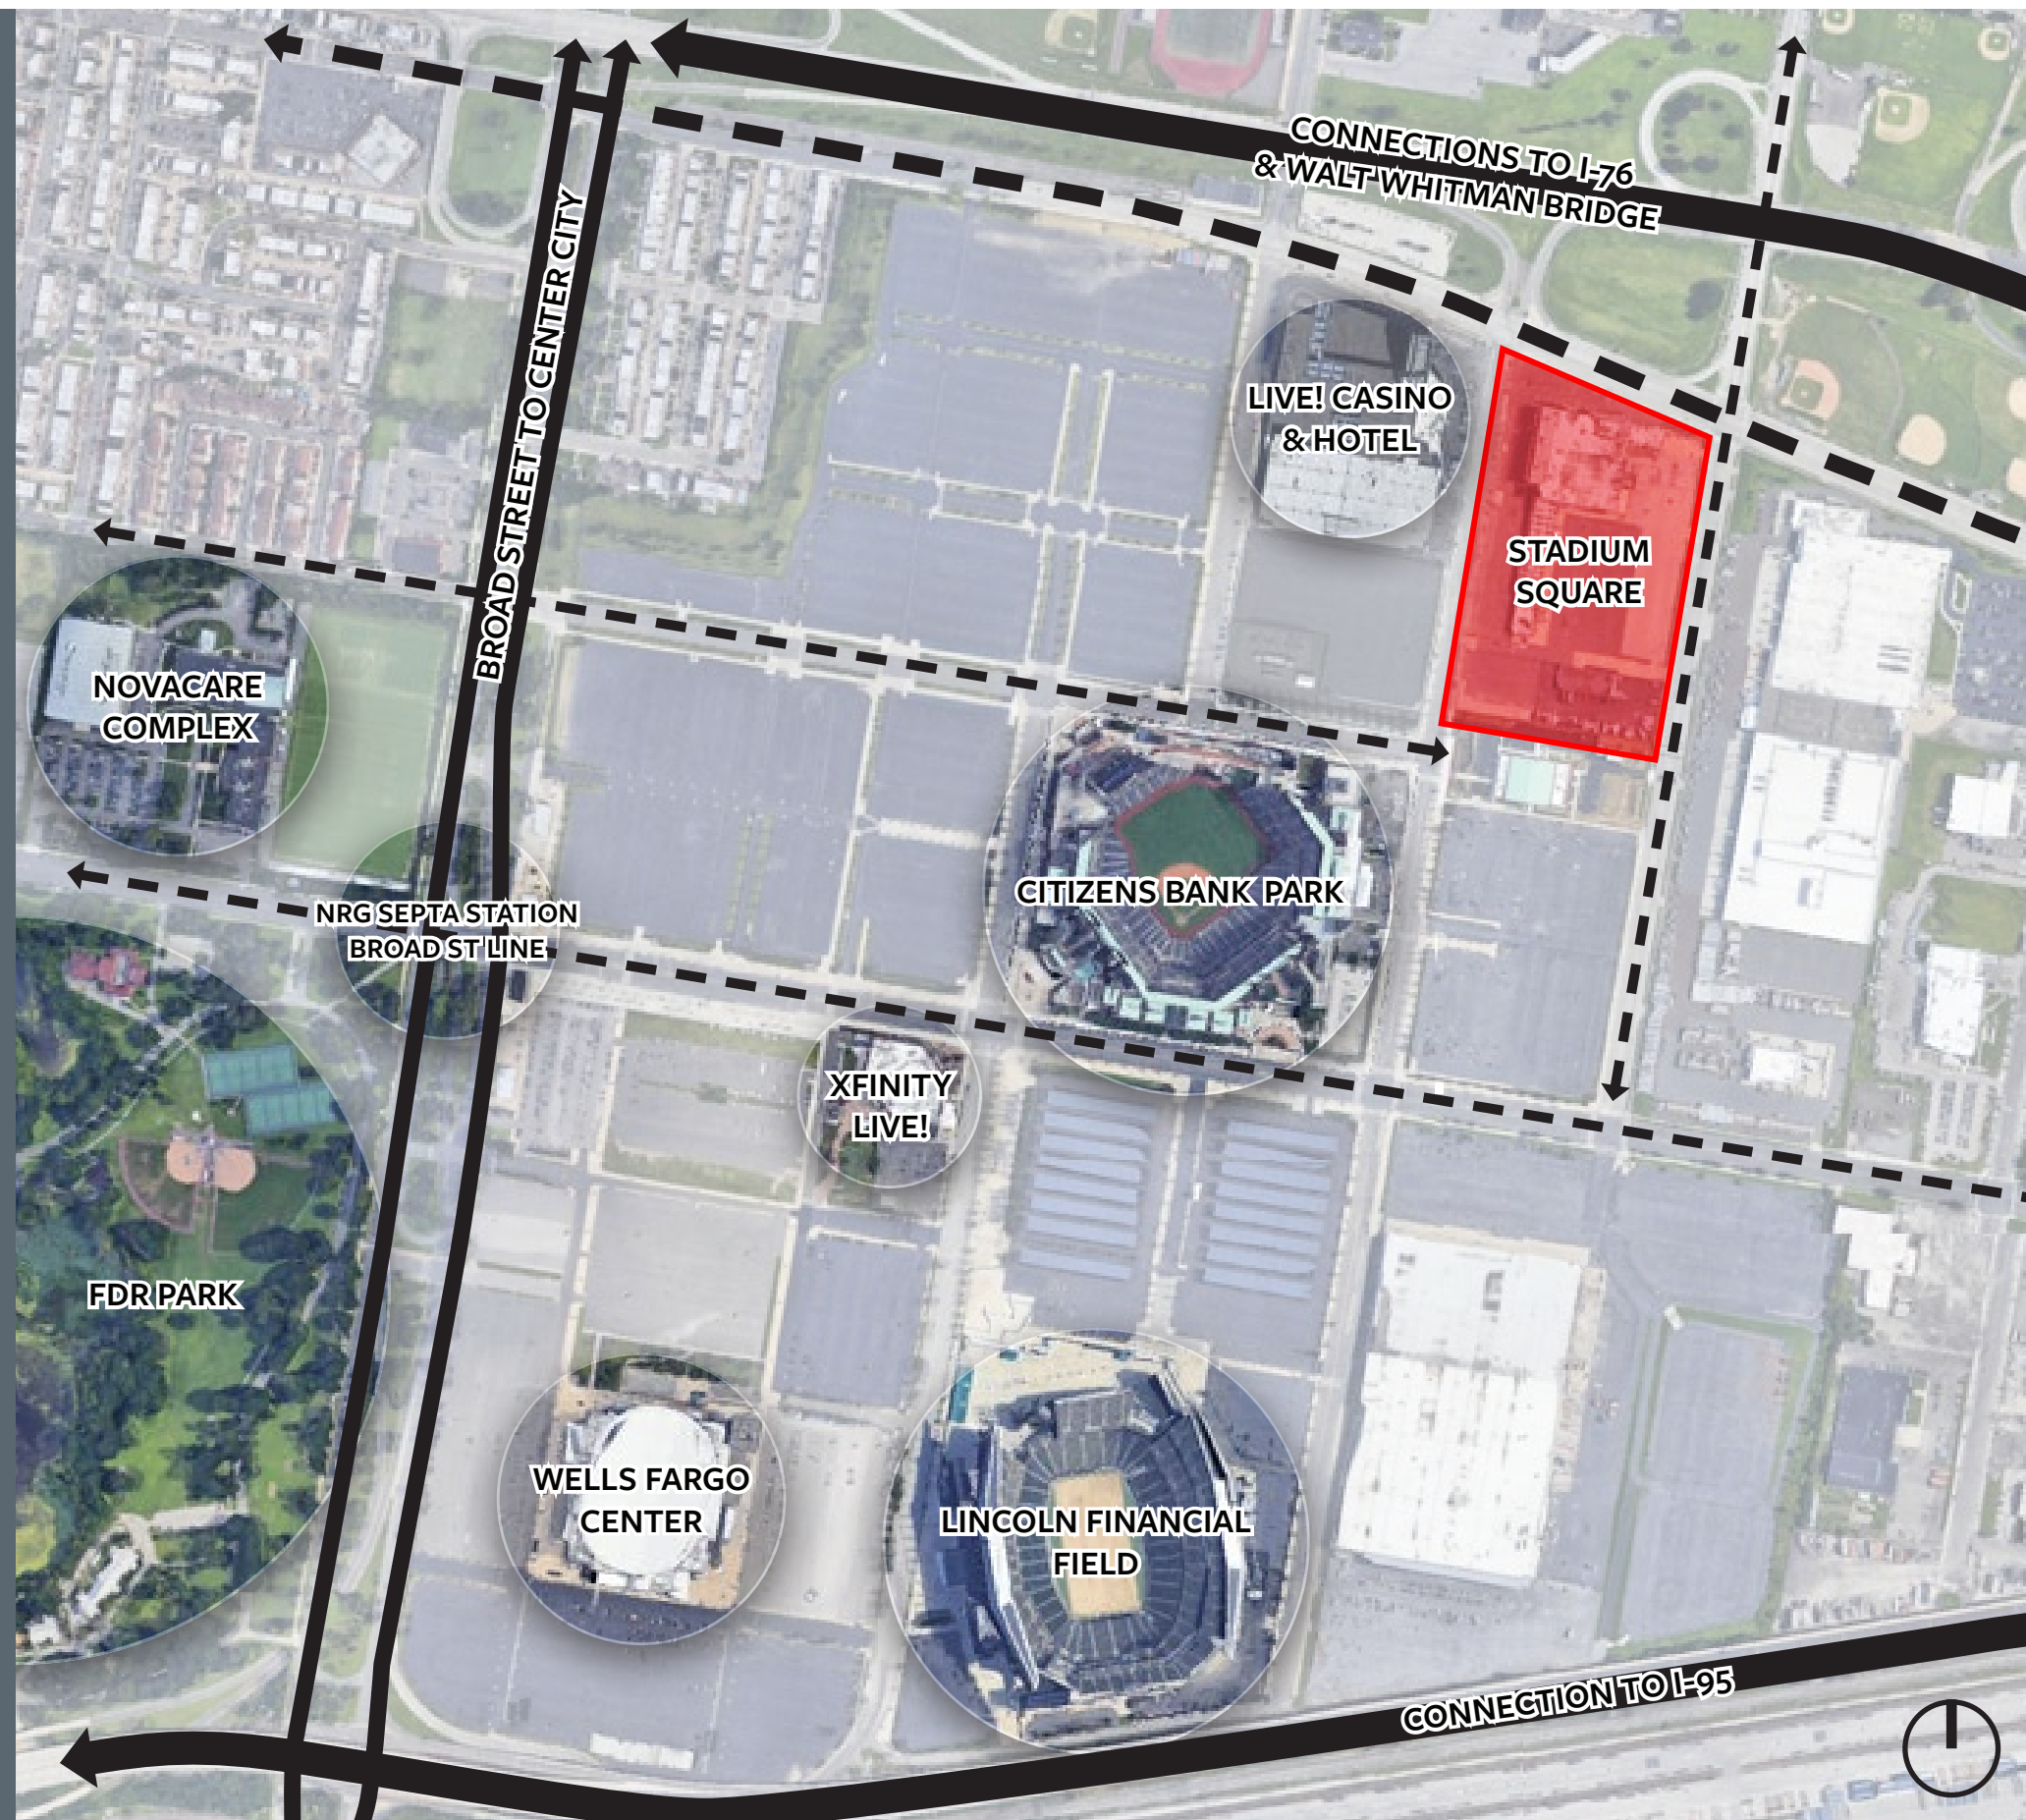 CONNECTIONS TO I-76
& WALT WHITMAN BRIDGE
BROAD STREET TO CENTER CITY
LIVE! CASINO
& HOTEL
STADIUM
SQUARE
NOVACARE
COMPLEX
CITIZENS BANK PARK
NRG SEPTA STATION
BROAD ST LINE
XFINITY
LIVE!
FDR PARK
WELLS FARGO
CENTER
LINCOLN FINANCIAL
FIELD
CONNECTION TO I-95